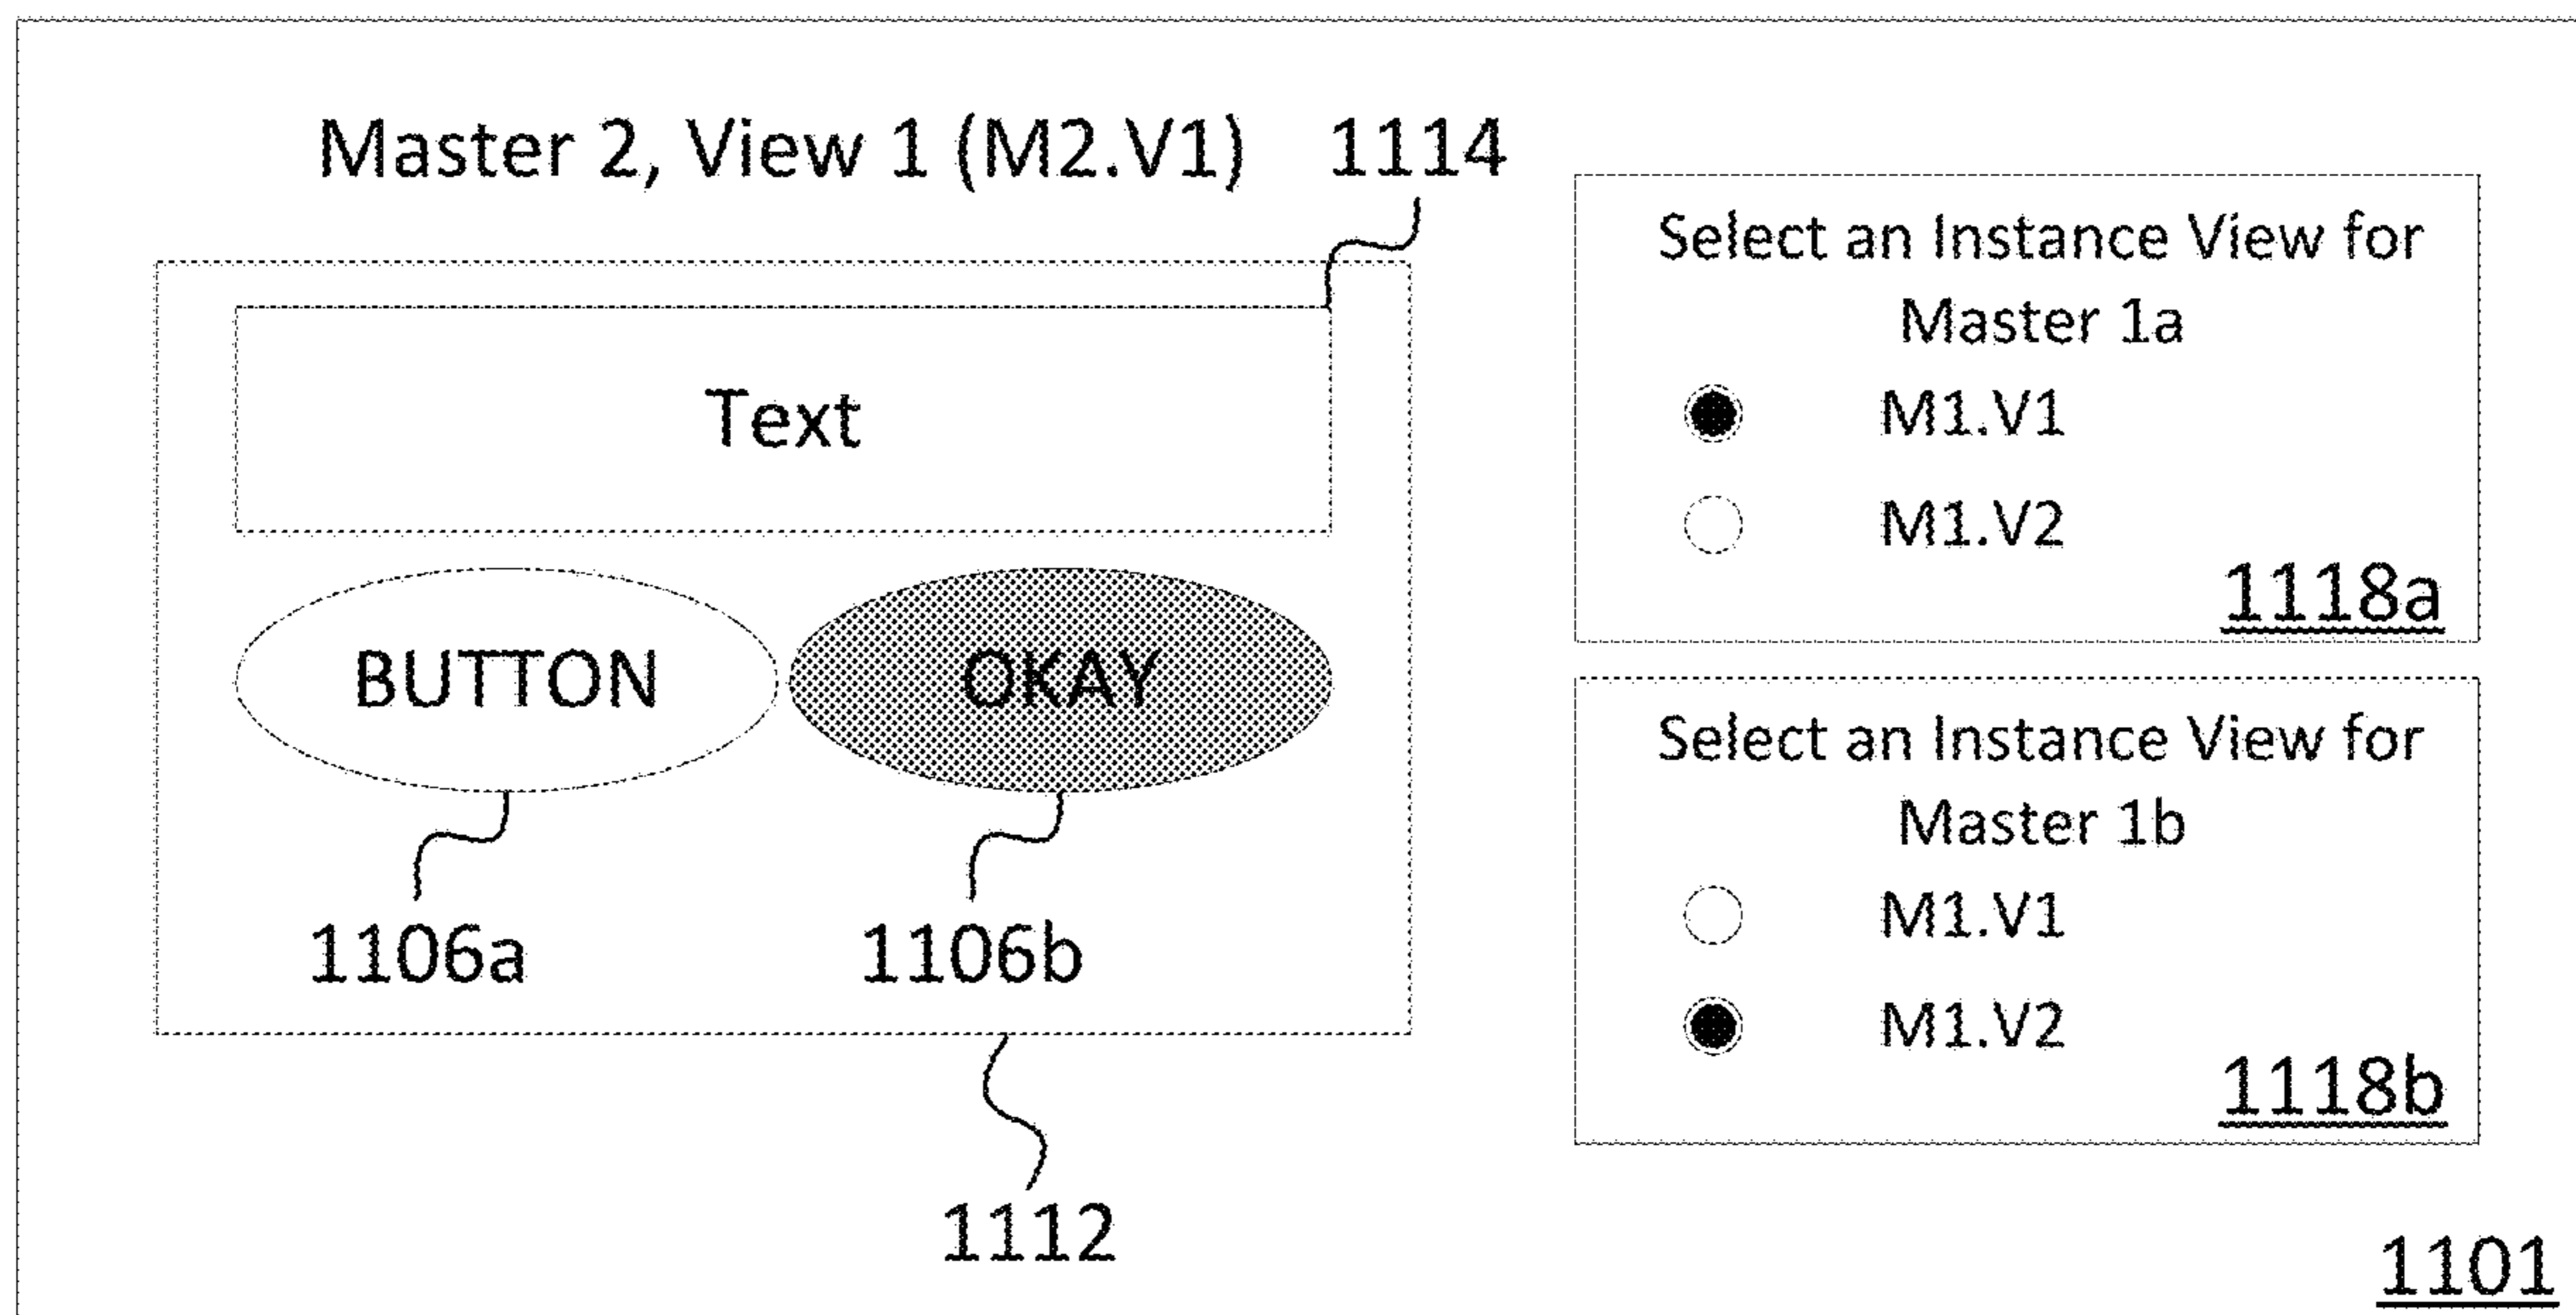 Master 2, View 1 (M2.V1)
1114
Text
BUTTON
OKAY
1106a
1106b
1112
Select an Instance View for
Master 1a
M1.V1
M1.V2
1118a
Select an Instance View for
Master 1b
M1.V1
M1.V2
1118b
1101